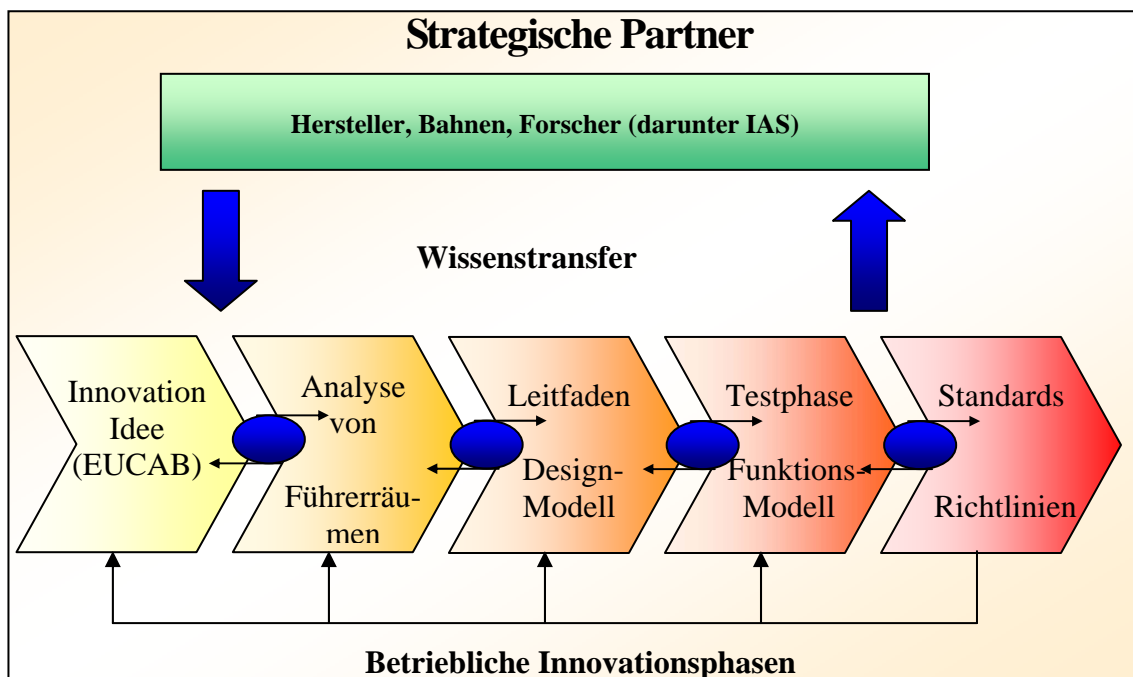 Strategische Partner
Hersteller, Bahnen, Forscher (darunter IAS)
Wissenstransfer
Innovation
Idee
(EUCAB)
Analyse
von
Führerräu-
men
Leitfaden
Design-
Modell
Testphase
Funktions-
Modell
Standards
Richtlinien
Betriebliche Innovationsphasen